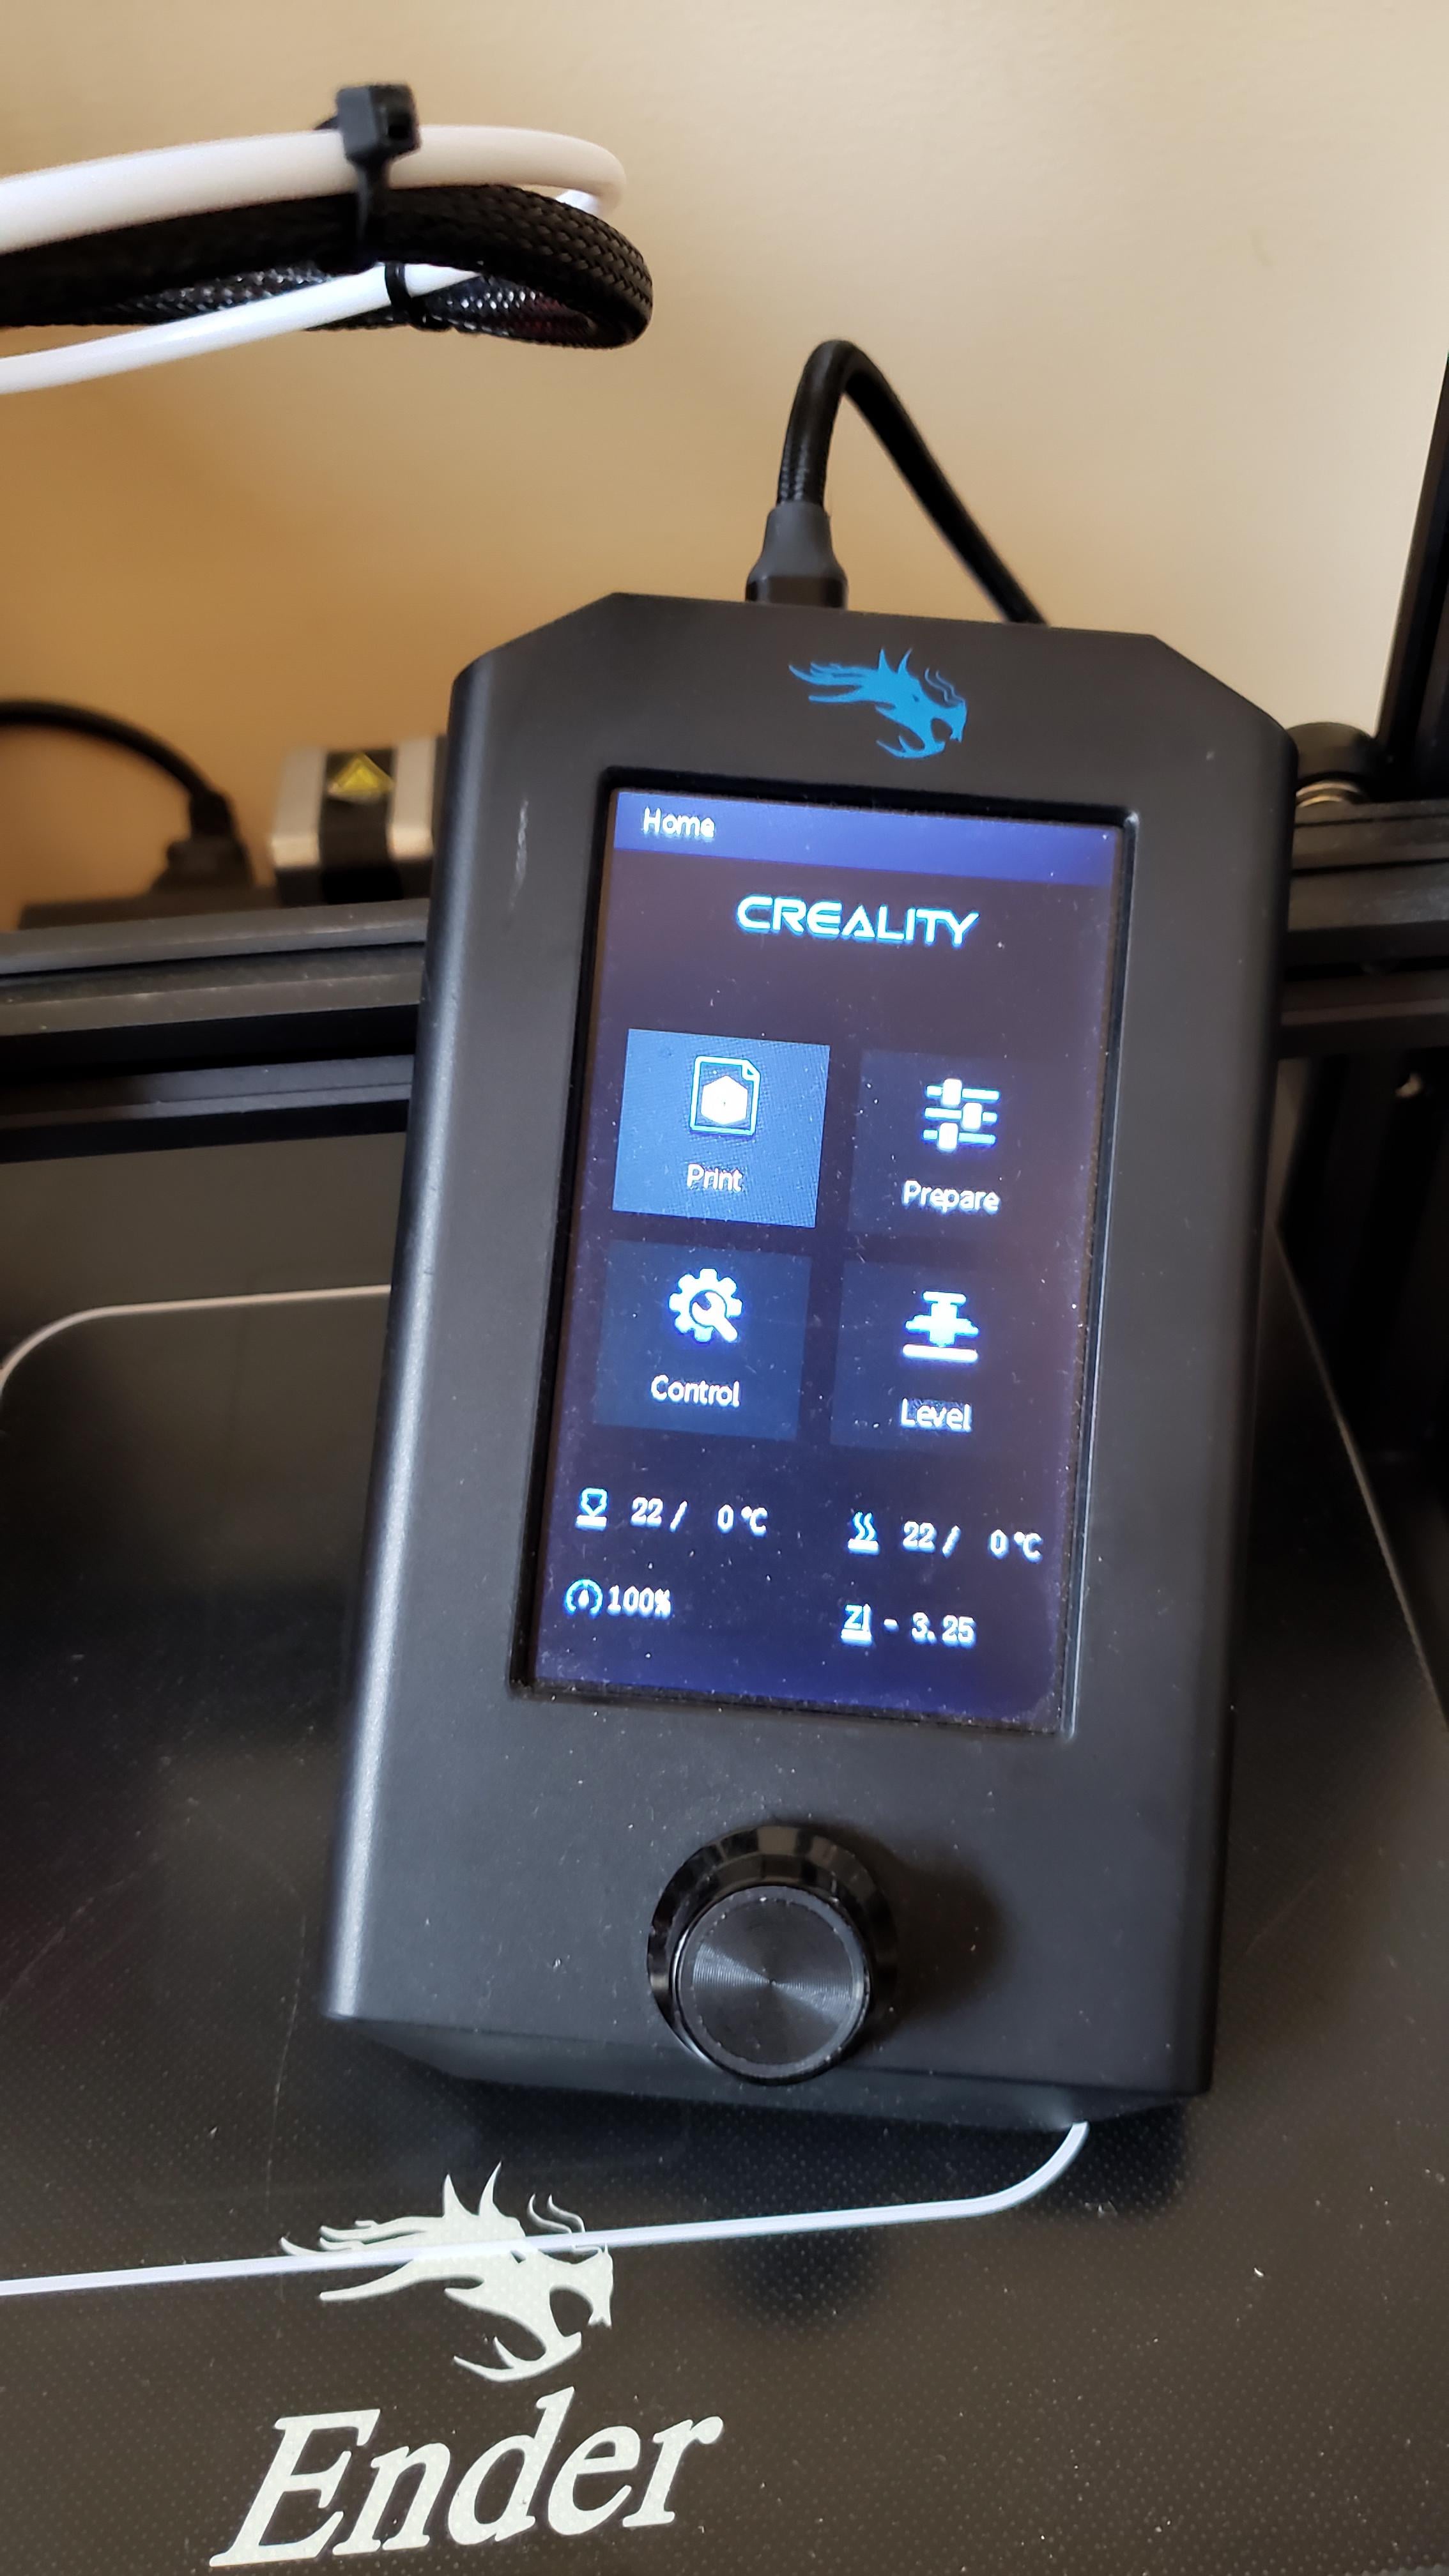 Home
CREALITY
Print
Prepare
Control
Level
22 / 0 °C
22 / 0 °C
100%
Z - 3.25
Ender